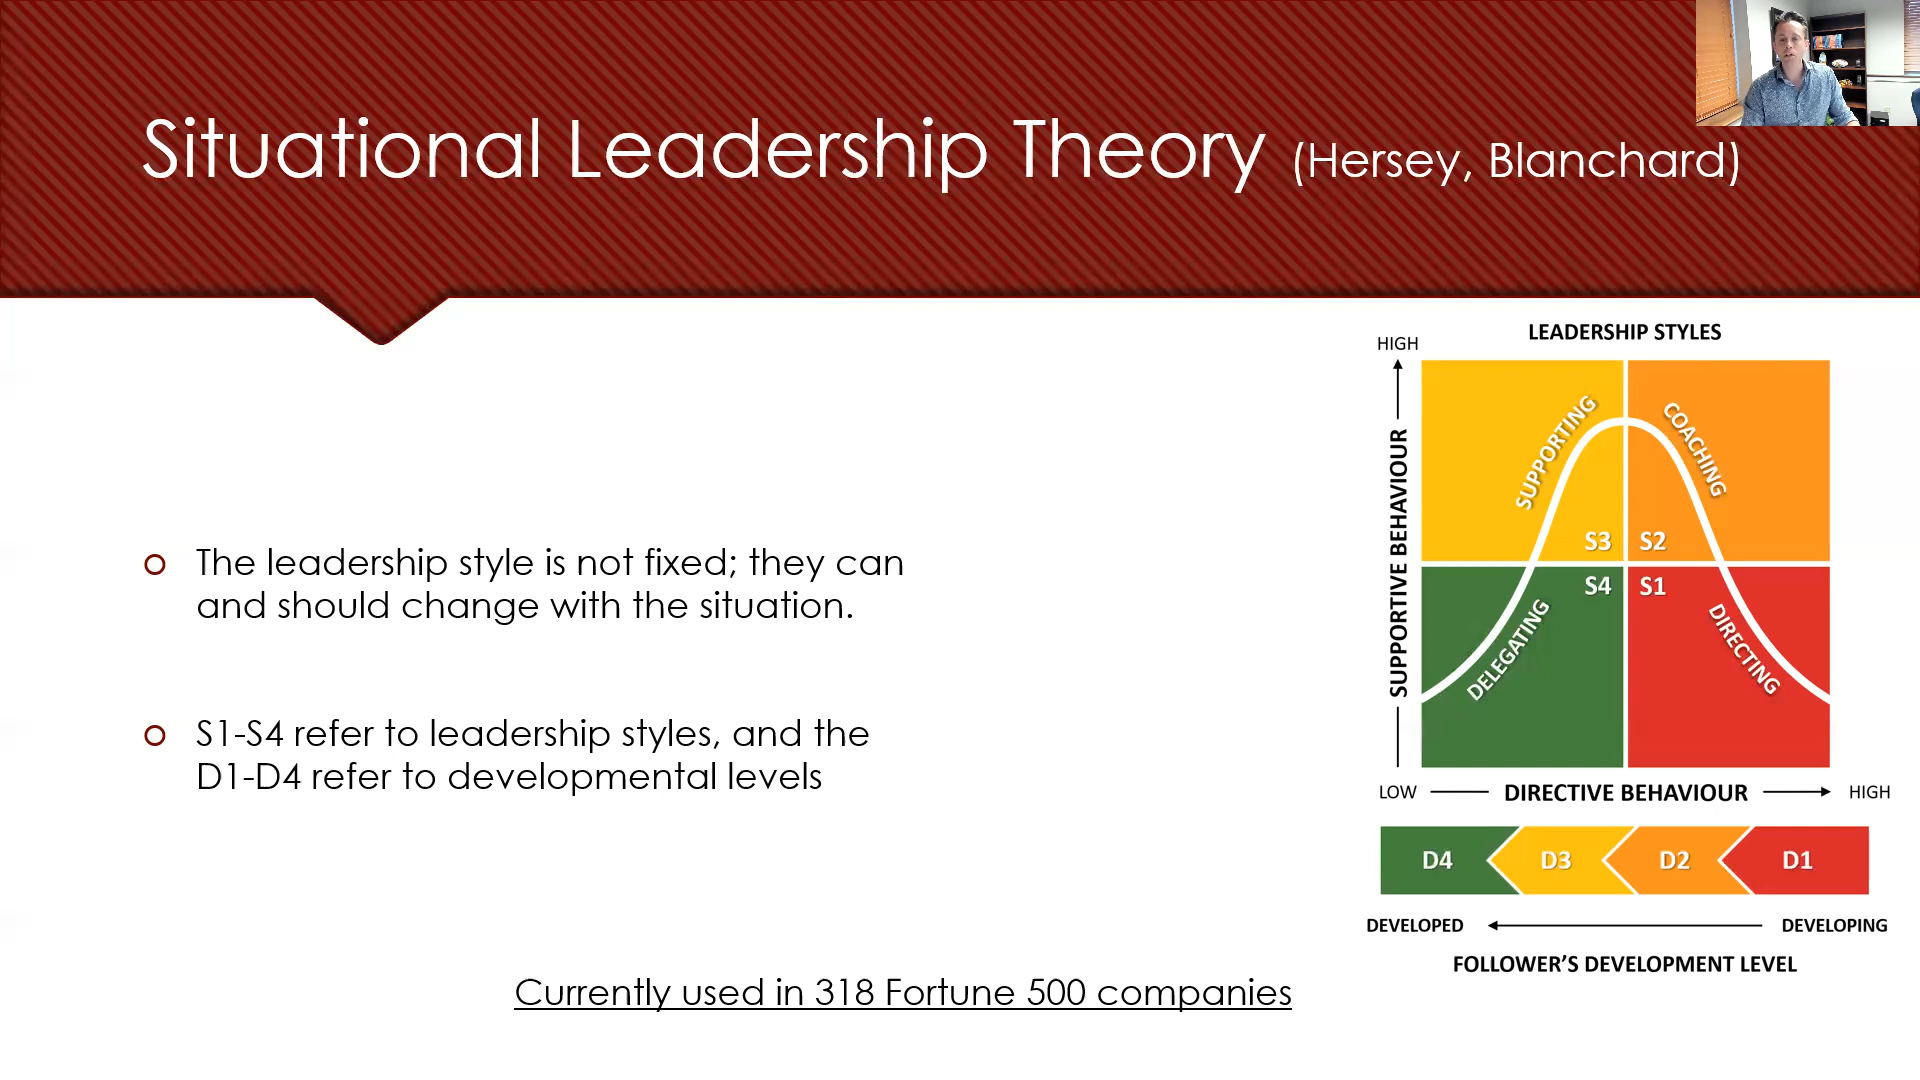 Situational Leadership Theory (Hersey, Blanchard)
The leadership style is not fixed; they can
and should change with the situation.
S1-S4 refer to leadership styles, and the
D1-D4 refer to developmental levels
Currently used in 318 Fortune 500 companies
LEADERSHIP STYLES
HIGH
SUPPORTIVE BEHAVIOUR
SUPPORTING
COACHING
S3 S2
S4 S1
DELEGATING
DIRECTING
LOW DIRECTIVE BEHAVIOUR HIGH
D4 D3 D2 D1
DEVELOPED DEVELOPING
FOLLOWER'S DEVELOPMENT LEVEL